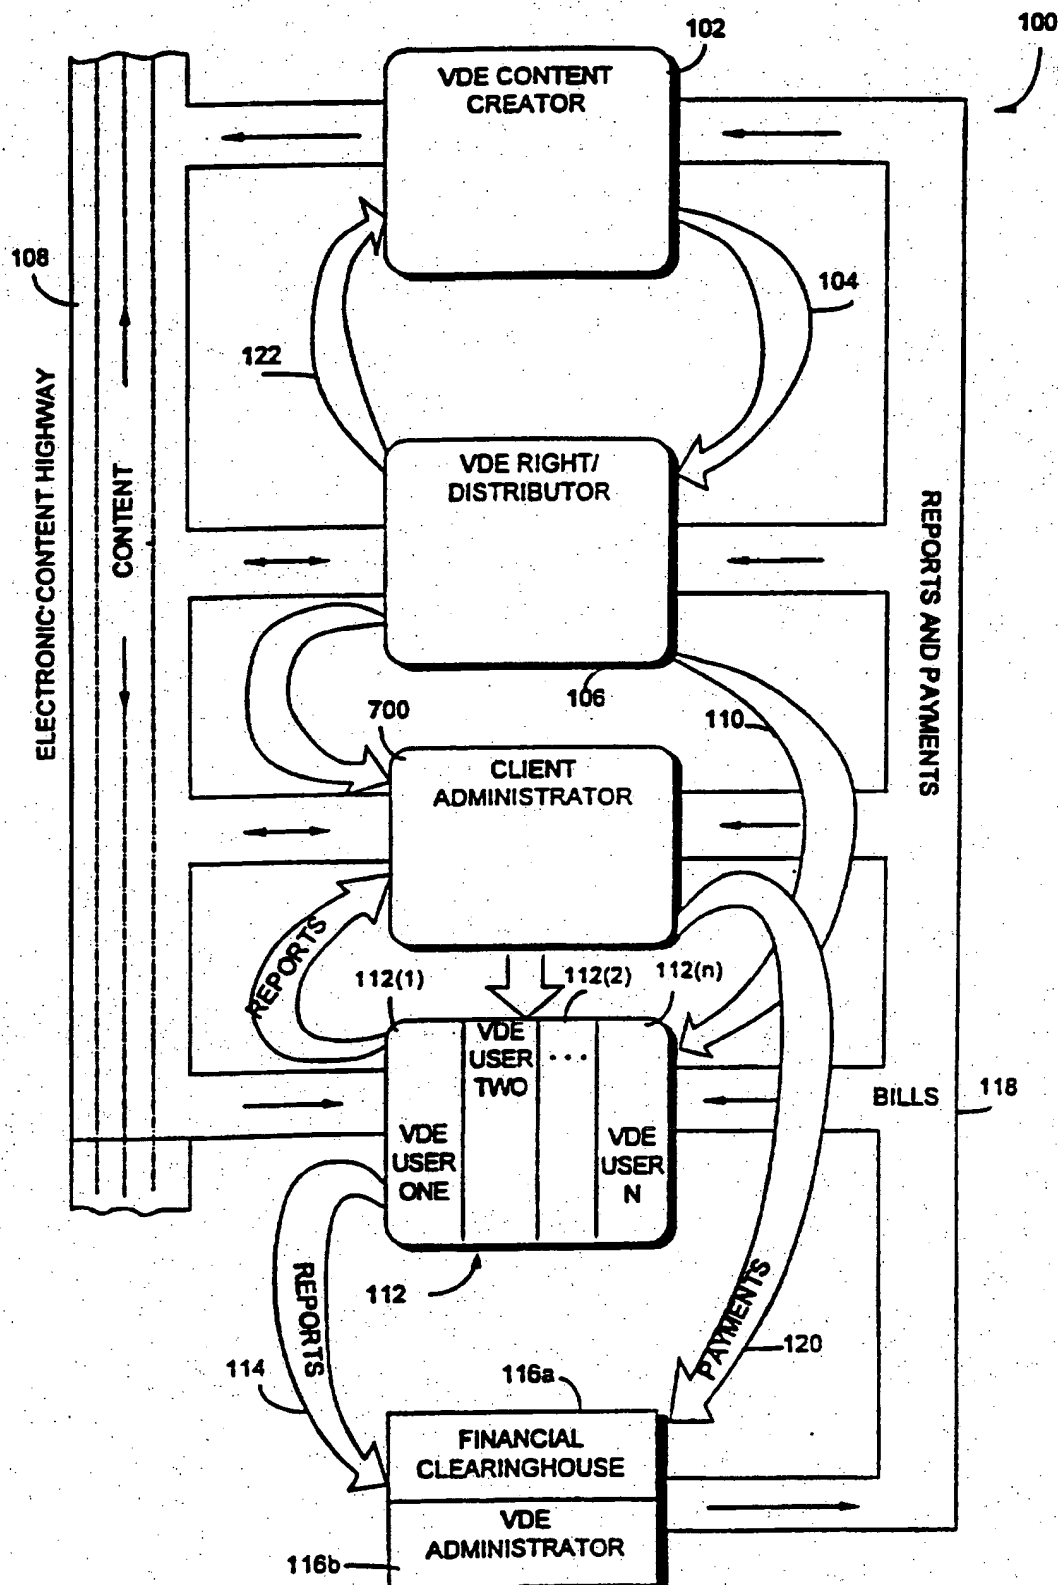 102
100
VDE CONTENT
CREATOR
108
104
122
ELECTRONIC CONTENT HIGHWAY
CONTENT
VDE RIGHT/
DISTRIBUTOR
REPORTS AND PAYMENTS
106
700
110
CLIENT
ADMINISTRATOR
REPORTS
112(1)
112(2)
112(n)
VDE
USER
TWO
...
VDE
USER
ONE
VDE
USER
N
BILLS
118
112
REPORTS
PAYMENTS
114
120
116a
FINANCIAL
CLEARINGHOUSE
VDE
ADMINISTRATOR
116b